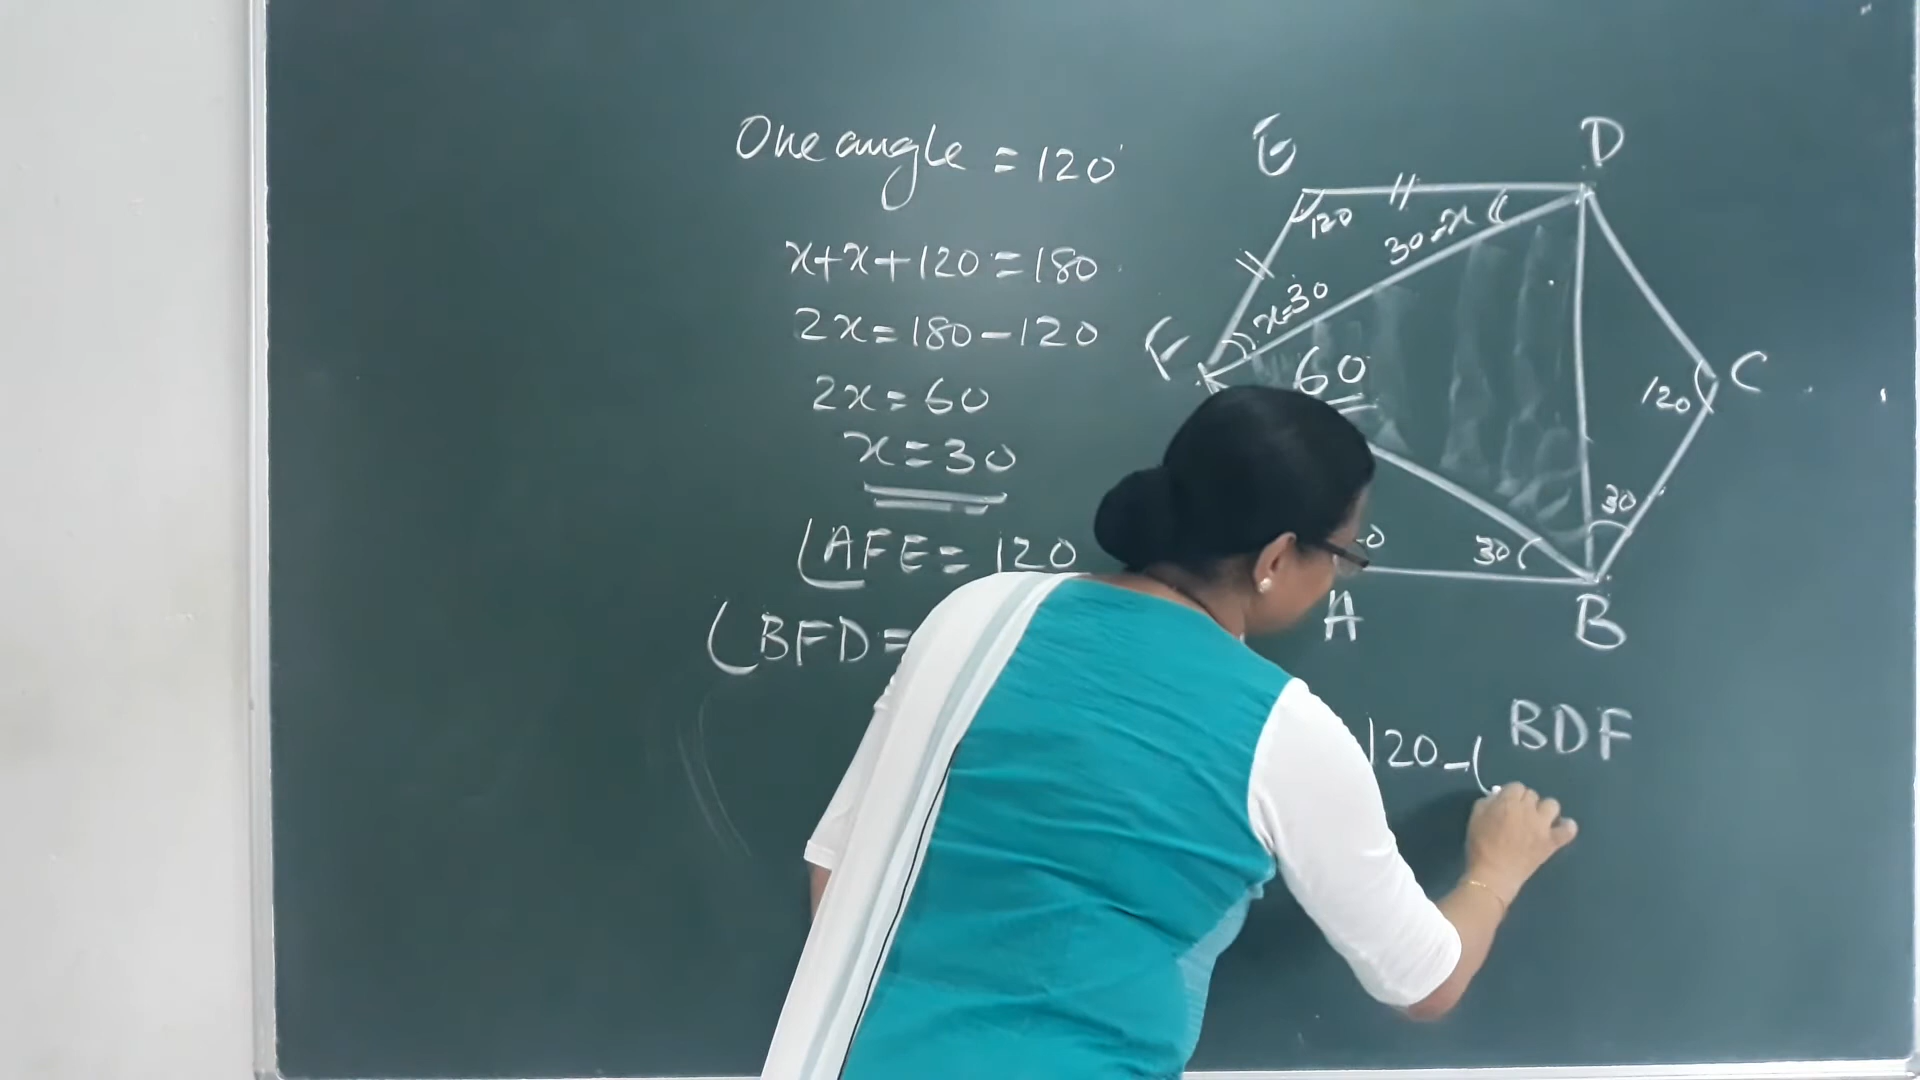 One angle = 120°
x+x+120=180
2x=180-120
2x=60
x=30
∠AFE= 120
∠BFD=
E
D
120
30=x
x=30
F
60
120
C
30
30
A
B
BDF
120-(